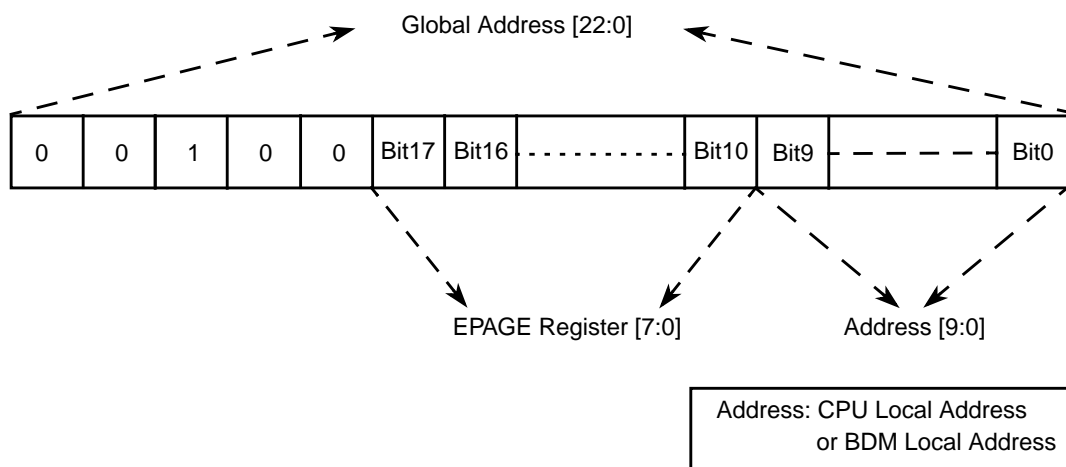 Global Address [22:0]
0 0 1 0 0 Bit17 Bit16 Bit10 Bit9 Bit0
EPAGE Register [7:0] Address [9:0]
Address: CPU Local Address
or BDM Local Address